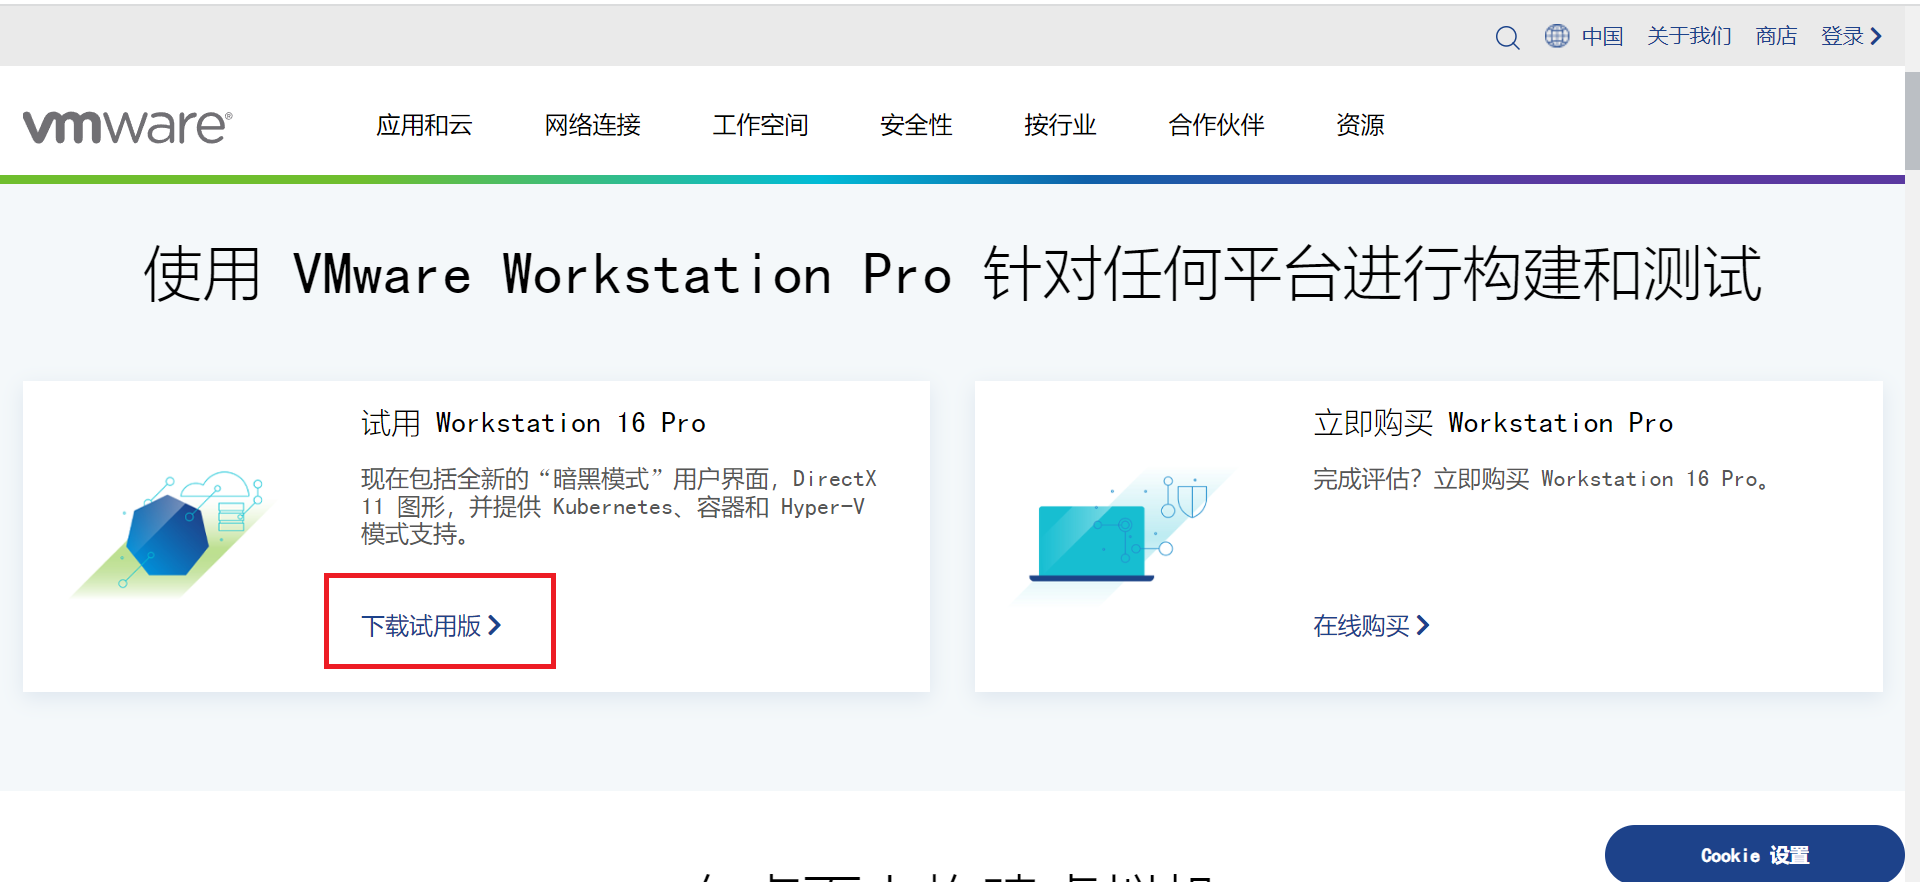 中国 关于我们 商店 登录
vmware®
应用和云 网络连接 工作空间 安全性 按行业 合作伙伴 资源
使用 VMware Workstation Pro 针对任何平台进行构建和测试
试用 Workstation 16 Pro
现在包括全新的“暗黑模式”用户界面，DirectX
11 图形，并提供 Kubernetes、容器和 Hyper-V
模式支持。
下载试用版
立即购买 Workstation Pro
完成评估？立即购买 Workstation 16 Pro。
在线购买
Cookie 设置